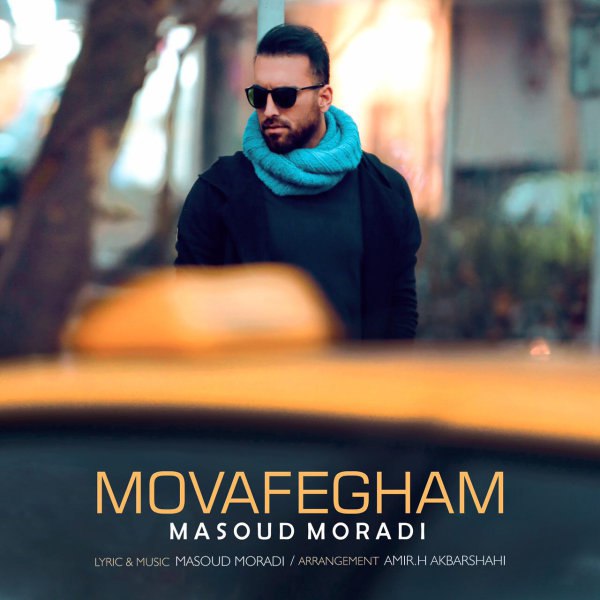 MOVAFEGHAM
MASOUD MORADI
LYRIC & MUSIC MASOUD MORADI / ARRANGEMENT AMIR.H AKBARSHAHI